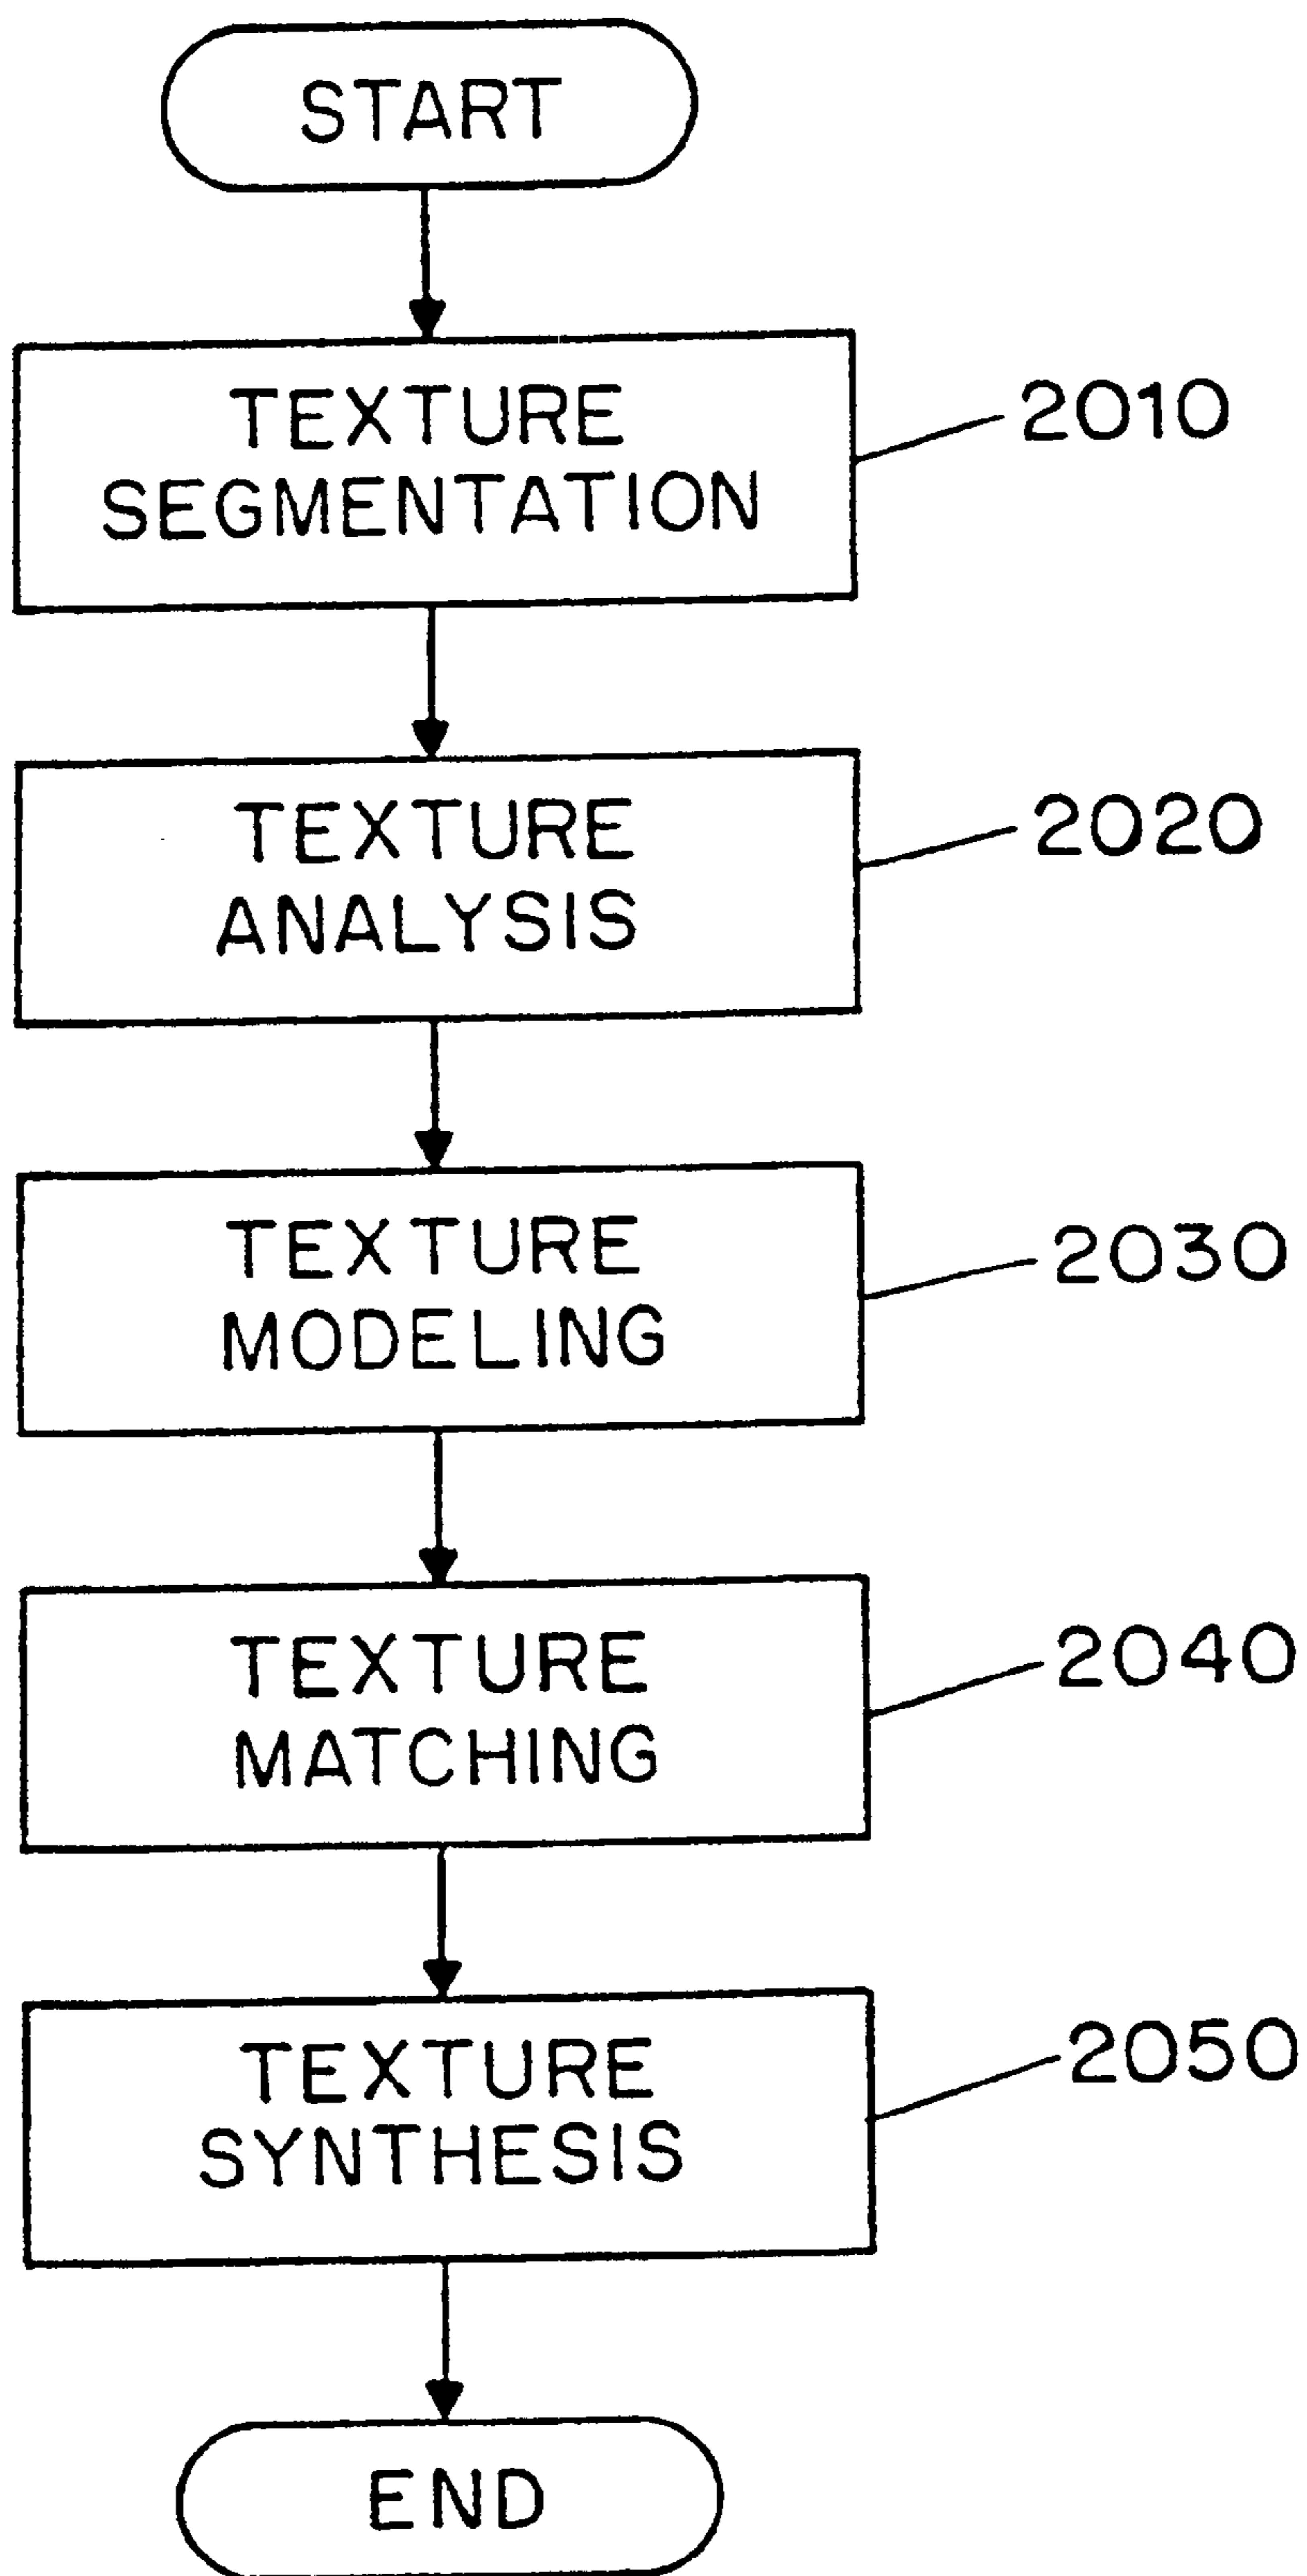 START
TEXTURE
SEGMENTATION
2010
TEXTURE
ANALYSIS
2020
TEXTURE
MODELING
2030
TEXTURE
MATCHING
2040
TEXTURE
SYNTHESIS
2050
END